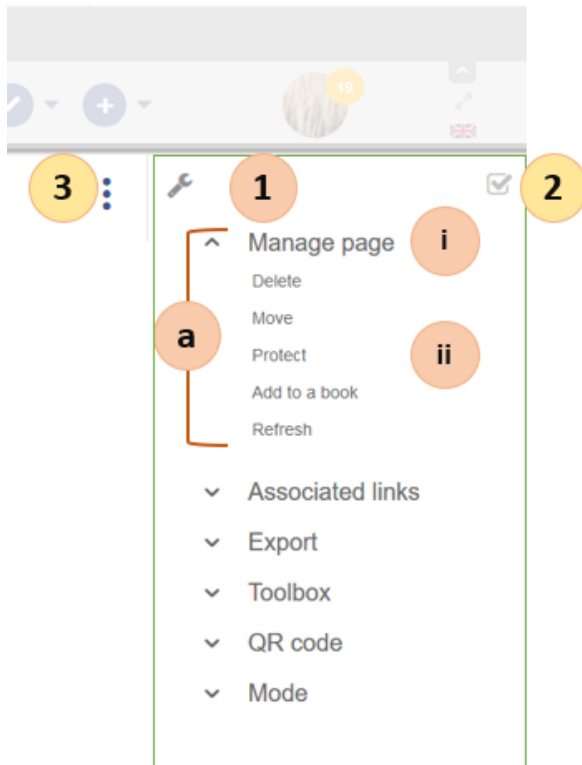 19
3
1
2
Manage page
i
Delete
Move
a
Protect
ii
Add to a book
Refresh
Associated links
Export
Toolbox
QR code
Mode